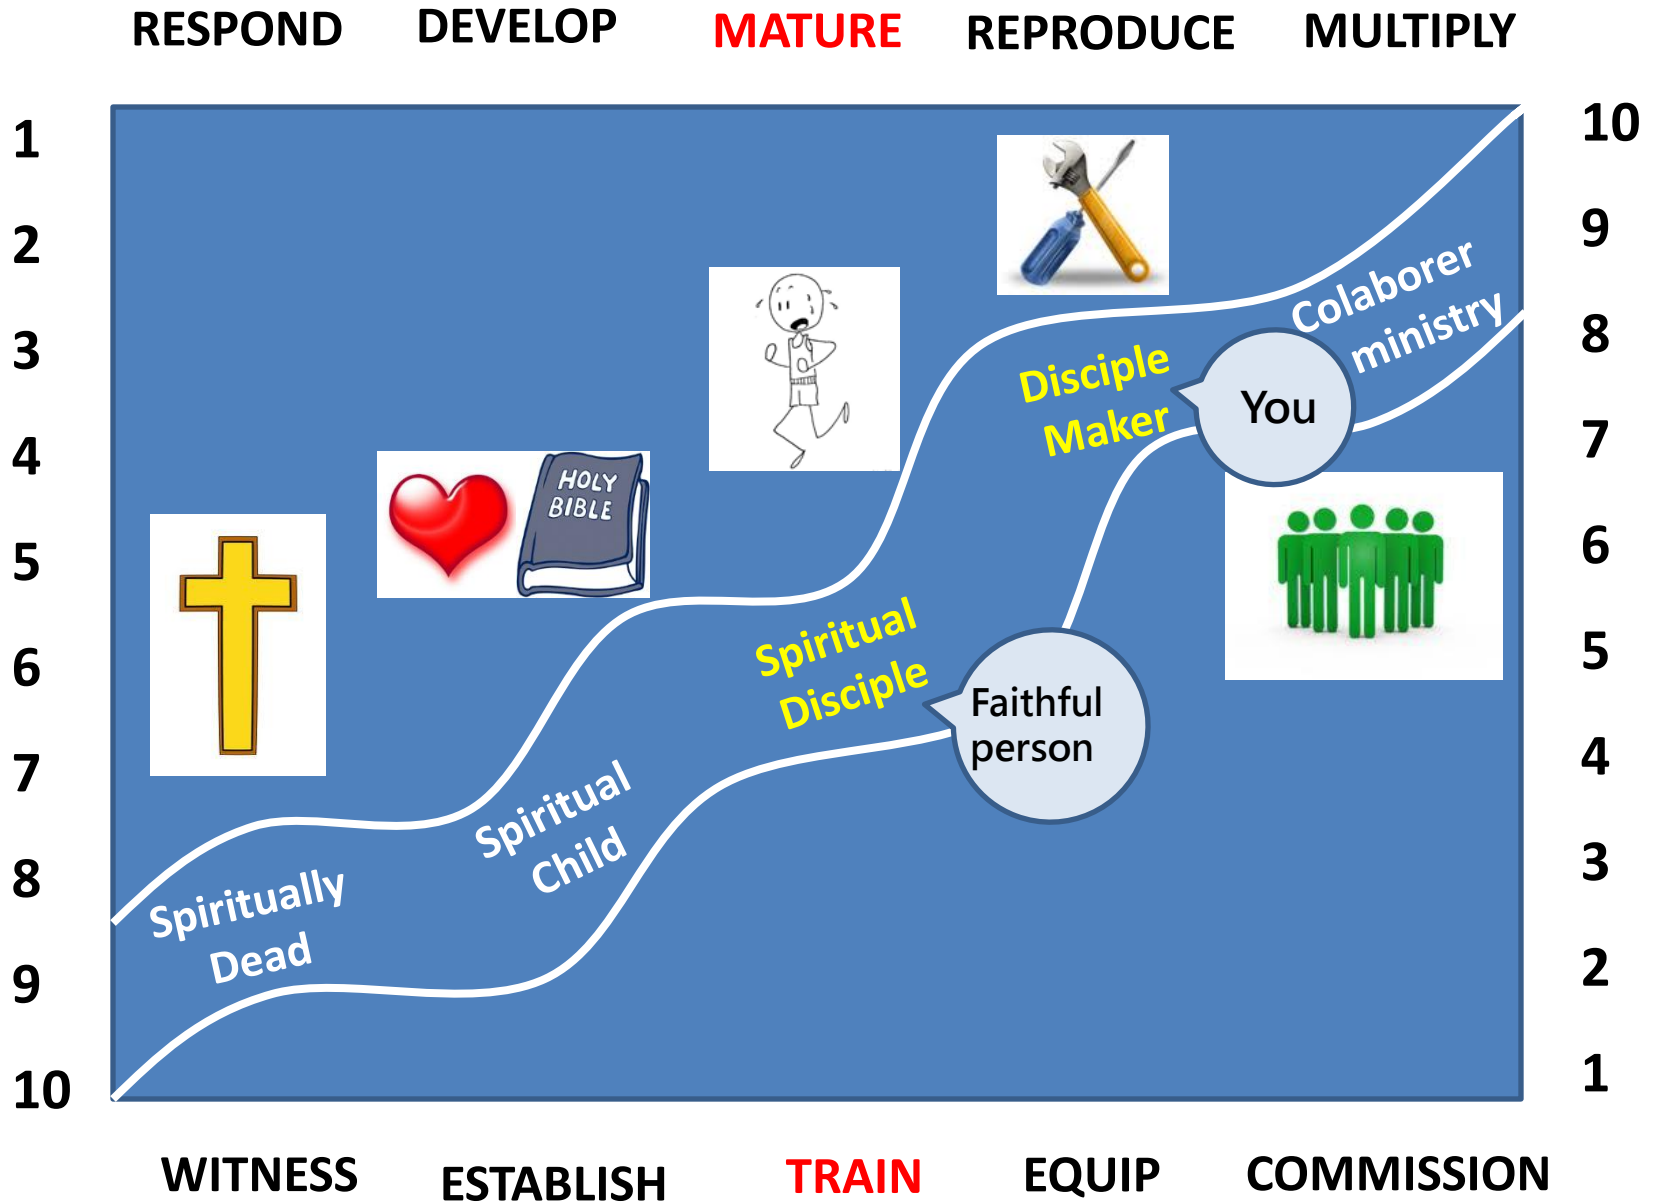 RESPOND DEVELOP MATURE REPRODUCE MULTIPLY
1 10
2 9
3 8
4 7
5 6
6 5
7 4
8 3
9 2
10 1
HOLY
BIBLE
Colaborer
ministry
Disciple
Maker
You
Spiritual
Disciple
Faithful
person
Spiritual
Child
Spiritually
Dead
WITNESS ESTABLISH TRAIN EQUIP COMMISSION